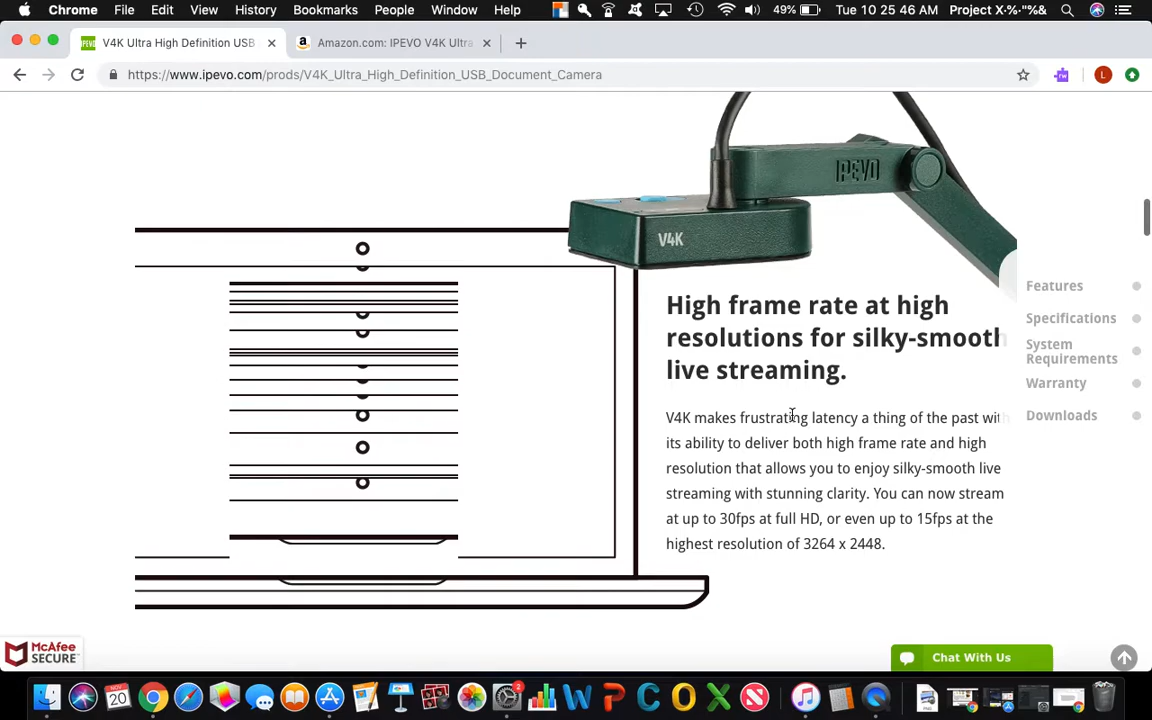 Chrome File Edit View History Bookmarks People Window Help 49% Tue 10 25 46 AM Project X·%·"%&
V4K Ultra High Definition USB Amazon.com: IPEVO V4K Ultra
https://www.ipevo.com/prods/V4K_Ultra_High_Definition_USB_Document_Camera L
IPEVO
V4K
High frame rate at high
resolutions for silky-smooth
live streaming.
V4K makes frustrating latency a thing of the past with
its ability to deliver both high frame rate and high
resolution that allows you to enjoy silky-smooth live
streaming with stunning clarity. You can now stream
at up to 30fps at full HD, or even up to 15fps at the
highest resolution of 3264 x 2448.
Features
Specifications
System
Requirements
Warranty
Downloads
McAfee
SECURE
Chat With Us
NOV
20
2